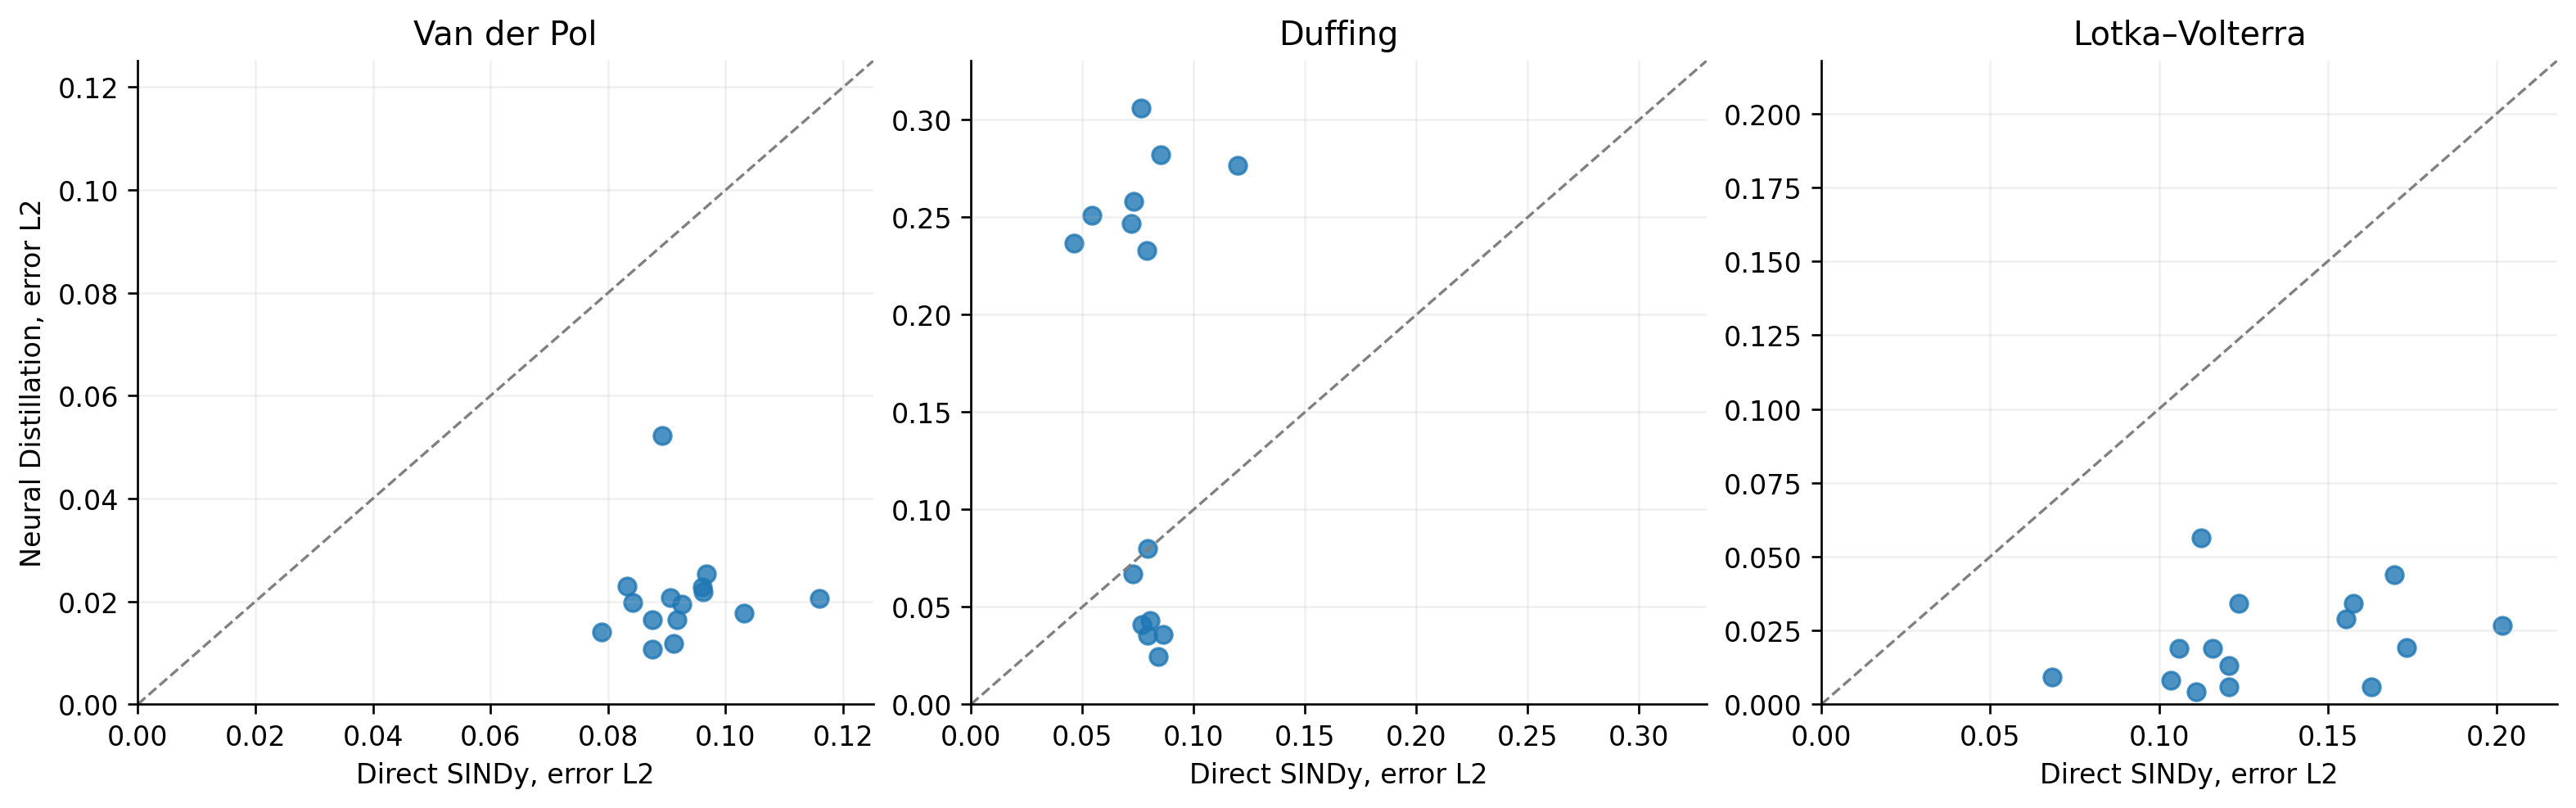 Van der Pol
Neural Distillation, error L2
0.12
0.10
0.08
0.06
0.04
0.02
0.00
0.00 0.02 0.04 0.06 0.08 0.10 0.12
Direct SINDy, error L2
Duffing
0.30
0.25
0.20
0.15
0.10
0.05
0.00
0.00 0.05 0.10 0.15 0.20 0.25 0.30
Direct SINDy, error L2
Lotka–Volterra
0.200
0.175
0.150
0.125
0.100
0.075
0.050
0.025
0.000
0.00 0.05 0.10 0.15 0.20
Direct SINDy, error L2